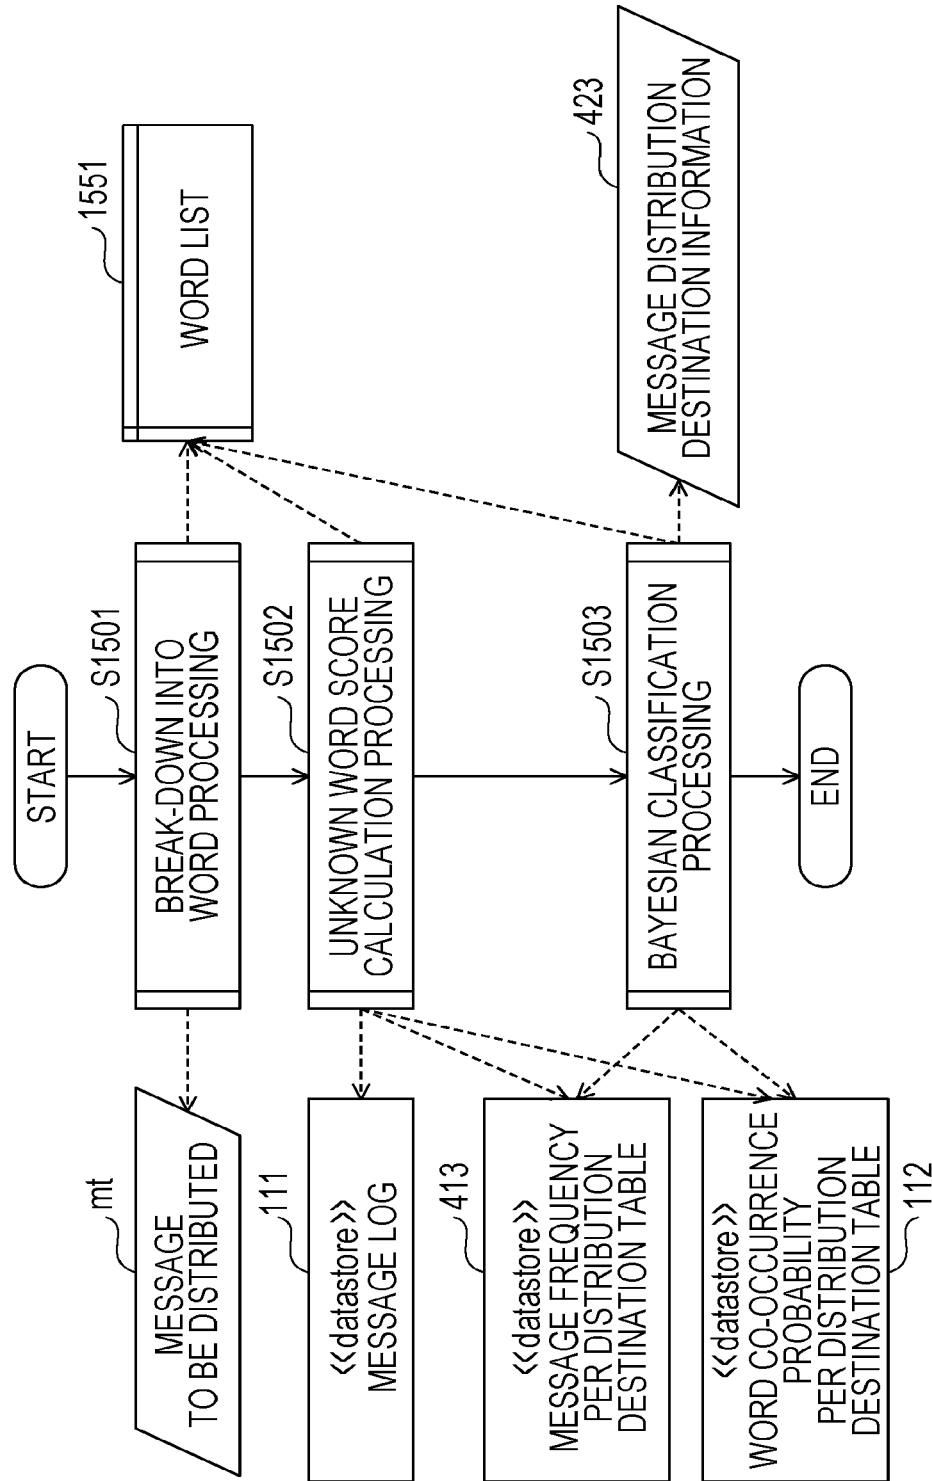 START
S1501
BREAK-DOWN INTO
WORD PROCESSING
mt
MESSAGE
TO BE DISTRIBUTED
1551
WORD LIST
S1502
UNKNOWN WORD SCORE
CALCULATION PROCESSING
111
<<datastore>>
MESSAGE LOG
413
<<datastore>>
MESSAGE FREQUENCY
PER DISTRIBUTION
DESTINATION TABLE
S1503
BAYESIAN CLASSIFICATION
PROCESSING
423
MESSAGE DISTRIBUTION
DESTINATION INFORMATION
<<datastore>>
WORD CO-OCCURRENCE
PROBABILITY
PER DISTRIBUTION
DESTINATION TABLE
112
END